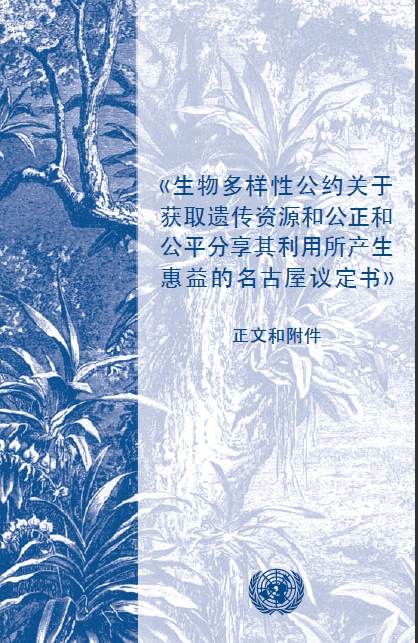 《生物多样性公约关于
获取遗传资源和公正和
公平分享其利用所产生
惠益的名古屋议定书》
正文和附件